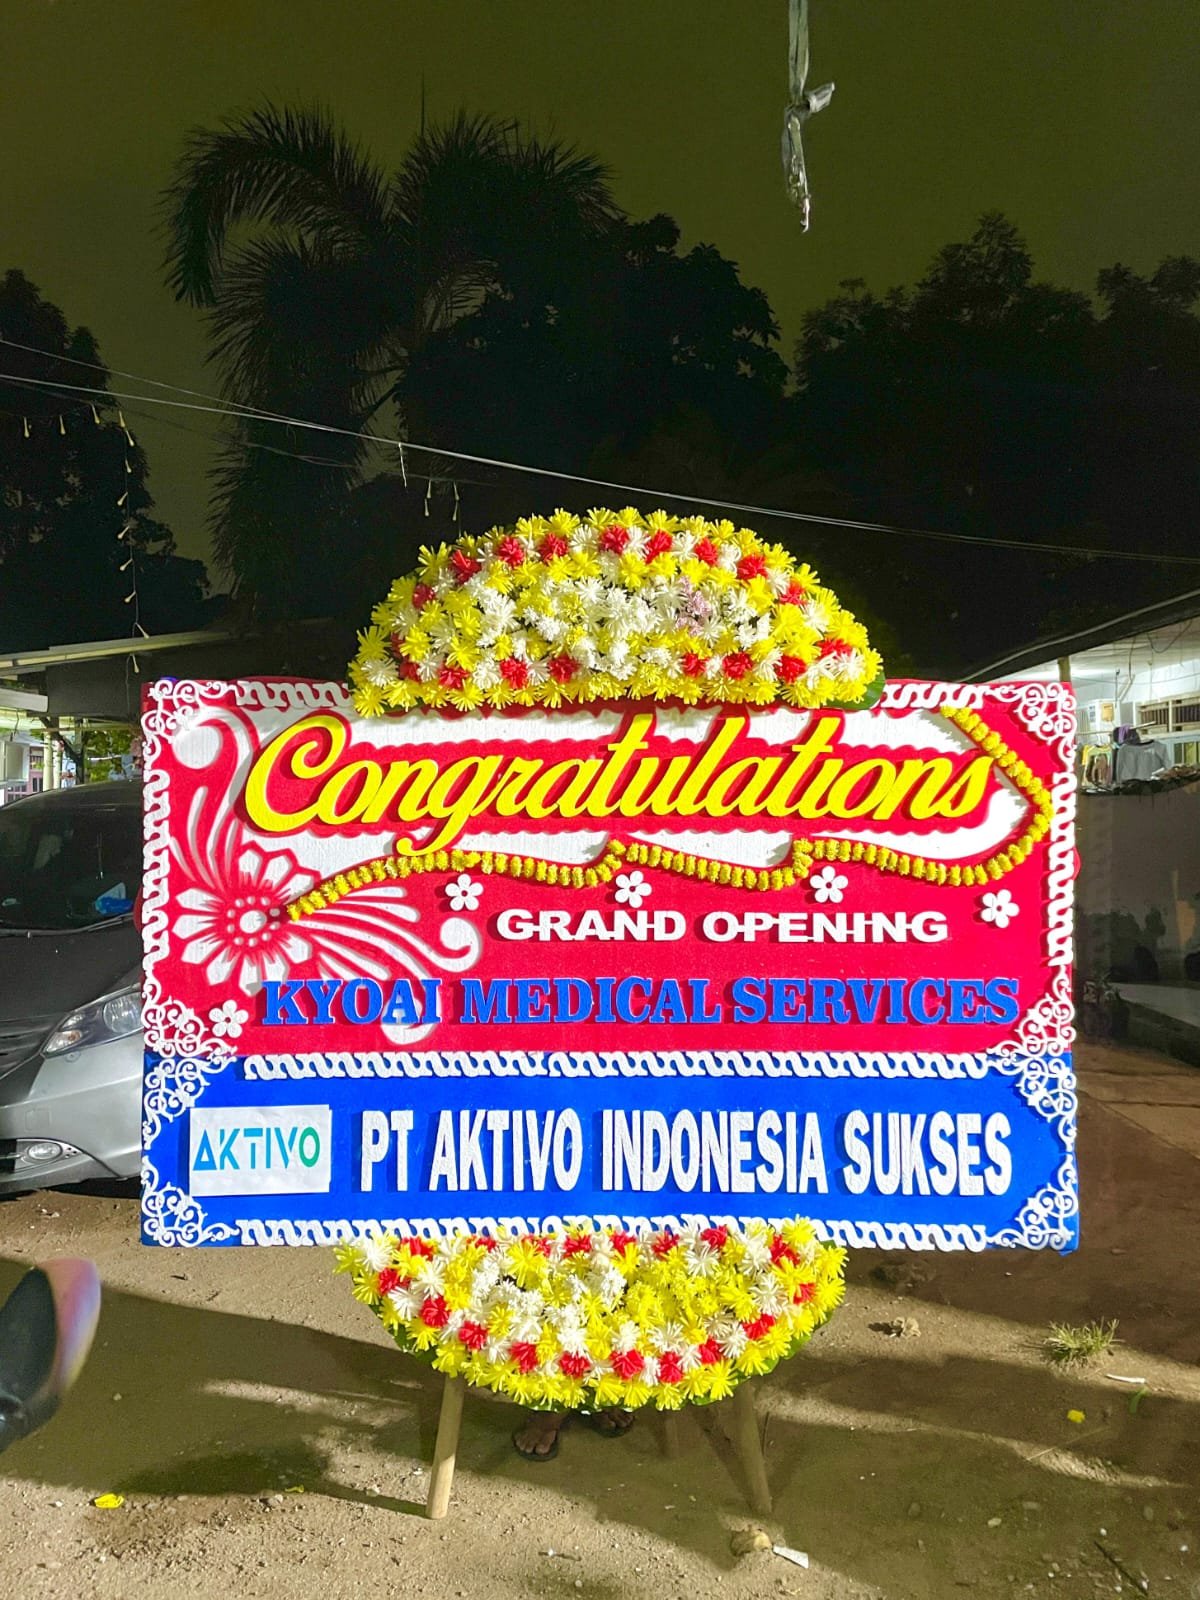 Congratulations
GRAND OPENING
KYOAI MEDICAL SERVICES
AKTIVO
PT AKTIVO INDONESIA SUKSES